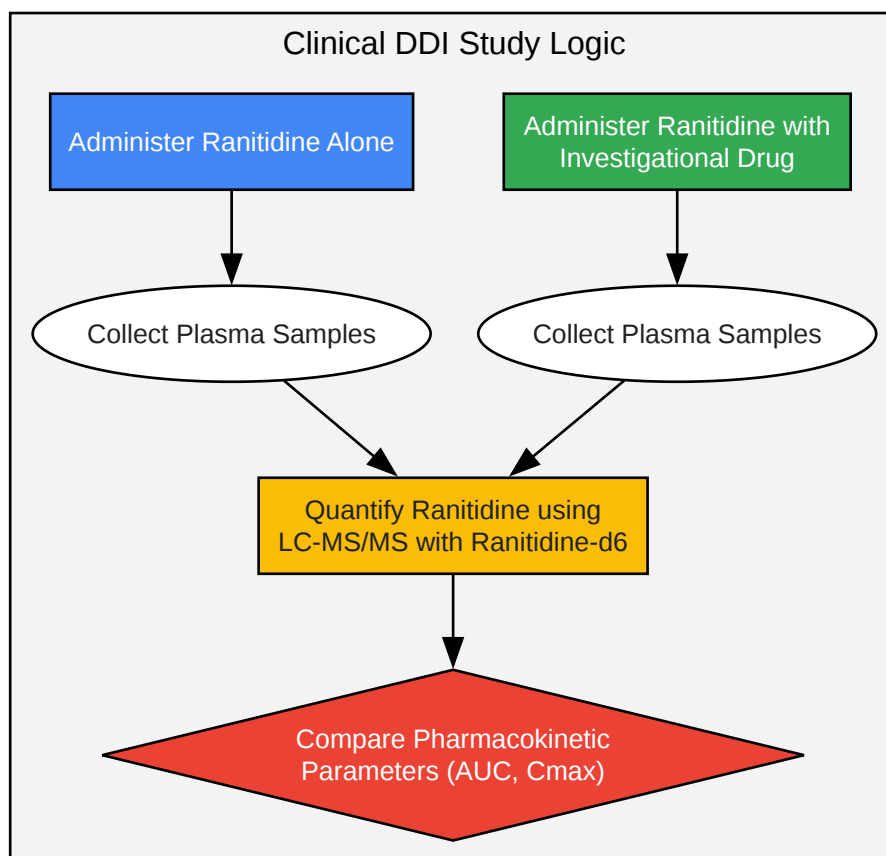 Clinical DDI Study Logic
Administer Ranitidine Alone
Administer Ranitidine with
Investigational Drug
Collect Plasma Samples
Collect Plasma Samples
Quantify Ranitidine using
LC-MS/MS with Ranitidine-d6
Compare Pharmacokinetic
Parameters (AUC, Cmax)